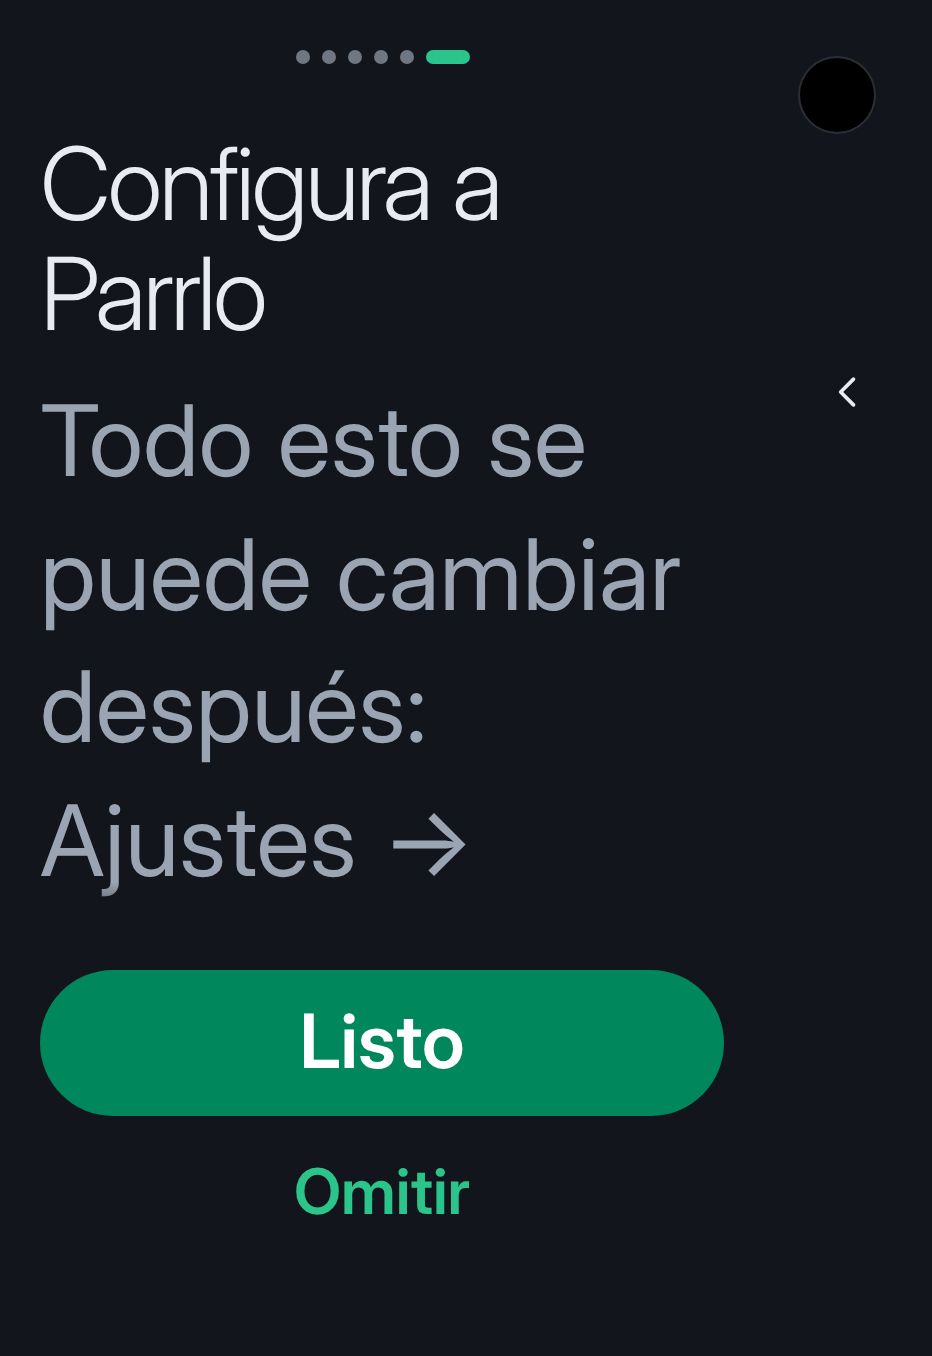 Configura a
Parrlo
Todo esto se
puede cambiar
después:
Ajustes →
Listo
Omitir